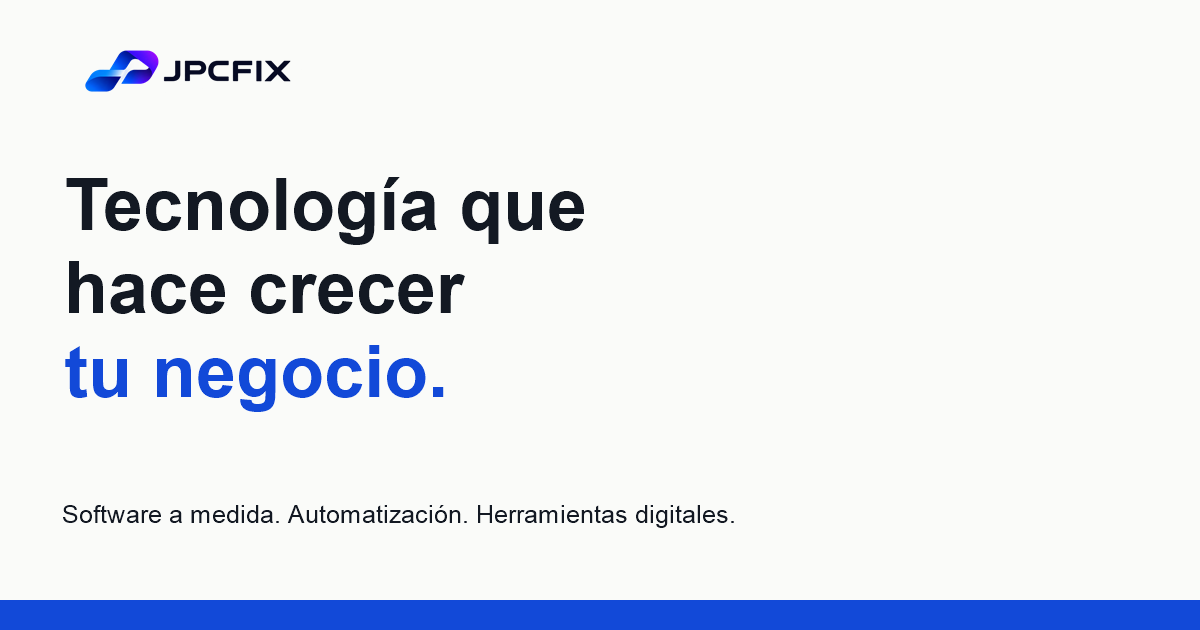 JPCFIX
Tecnología que
hace crecer
tu negocio.
Software a medida. Automatización. Herramientas digitales.